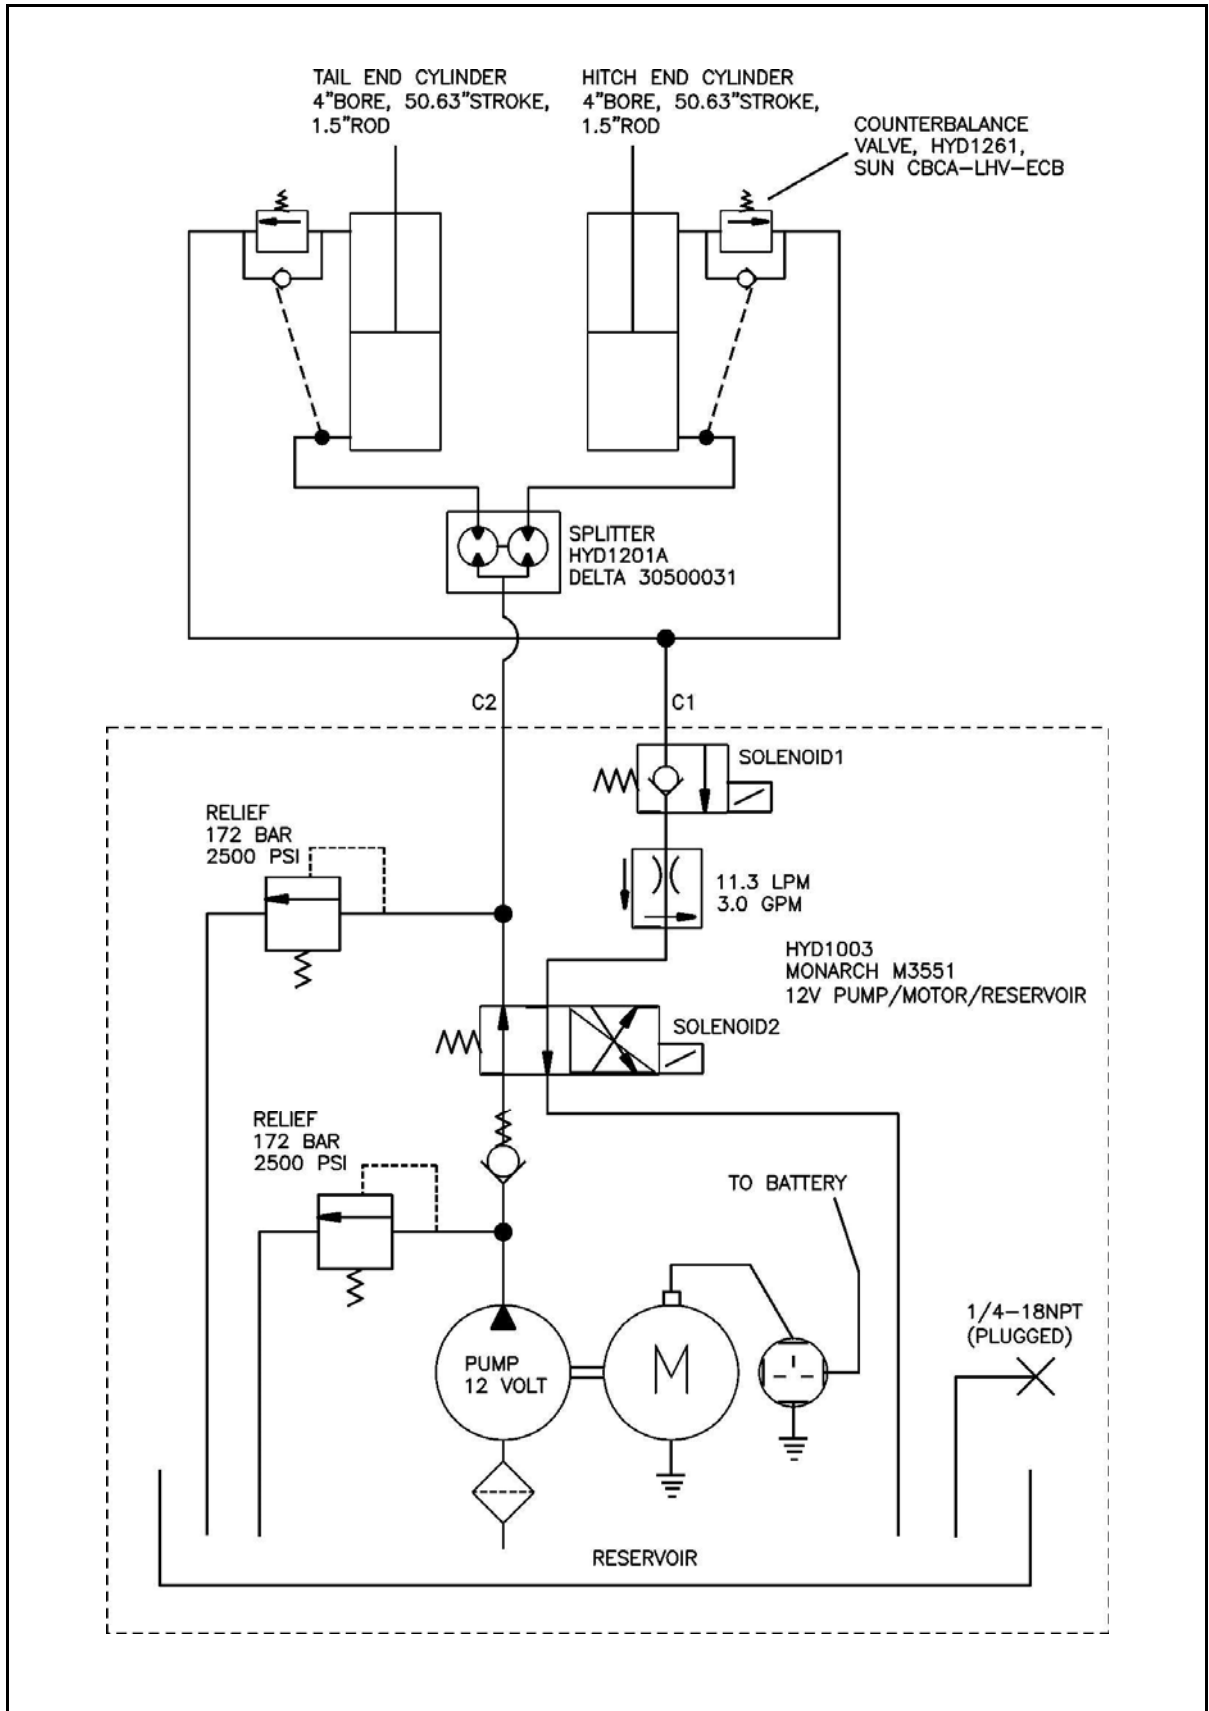 TAIL END CYLINDER
4"BORE, 50.63"STROKE,
1.5"ROD
HITCH END CYLINDER
4"BORE, 50.63"STROKE,
1.5"ROD
COUNTERBALANCE
VALVE, HYD1261,
SUN CBCA-LHV-ECB
SPLITTER
HYD1201A
DELTA 30500031
C2
C1
SOLENOID1
RELIEF
172 BAR
2500 PSI
11.3 LPM
3.0 GPM
HYD1003
MONARCH M3551
12V PUMP/MOTOR/RESERVOIR
SOLENOID2
RELIEF
172 BAR
2500 PSI
TO BATTERY
1/4-18NPT
(PLUGGED)
PUMP
12 VOLT
M
RESERVOIR